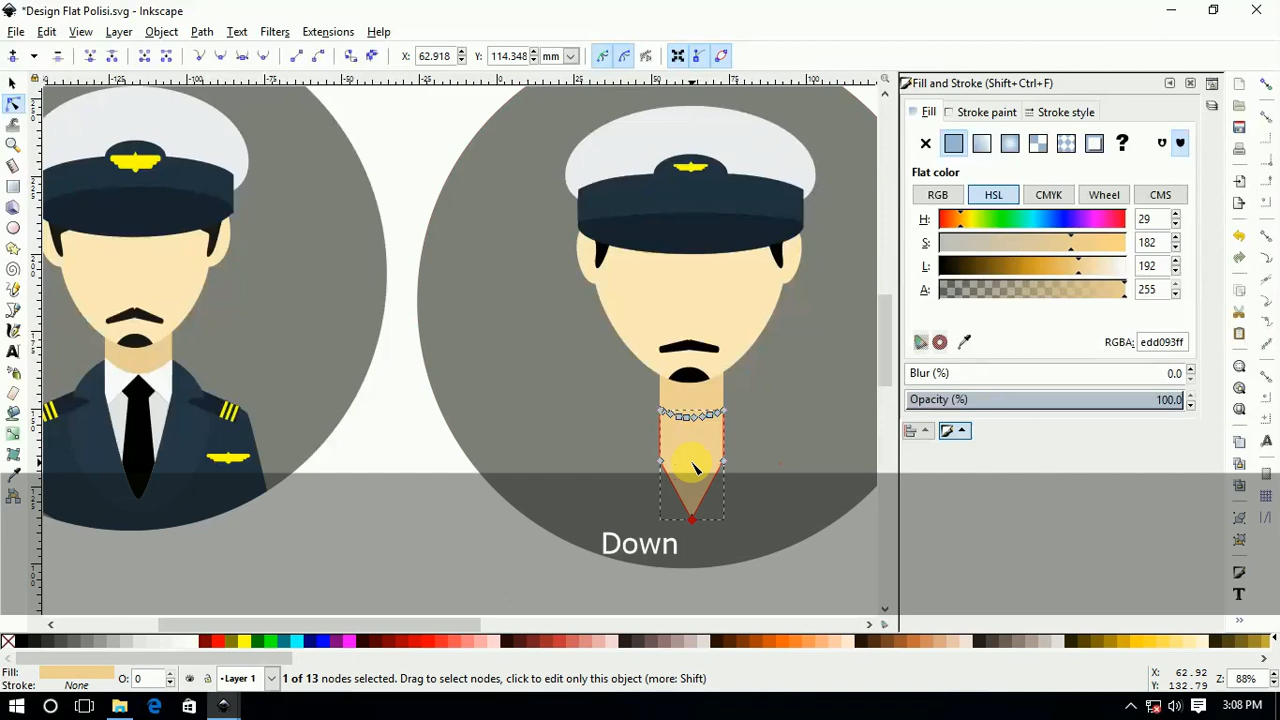 *Design Flat Polisi.svg - Inkscape
File Edit View Layer Object Path Text Filters Extensions Help
X: 62.918 Y: 114.348 mm
Fill and Stroke (Shift+Ctrl+F)
Fill Stroke paint Stroke style
Flat color
RGB HSL CMYK Wheel CMS
H: 29
S: 182
L: 192
A: 255
RGBA: edd093ff
Blur (%) 0.0
Opacity (%) 100.0
Down
Fill:
Stroke: None
O: 0
Layer 1
1 of 13 nodes selected. Drag to select nodes, click to edit only this object (more: Shift)
X: 62.92
Y: 132.79
Z: 88%
3:08 PM